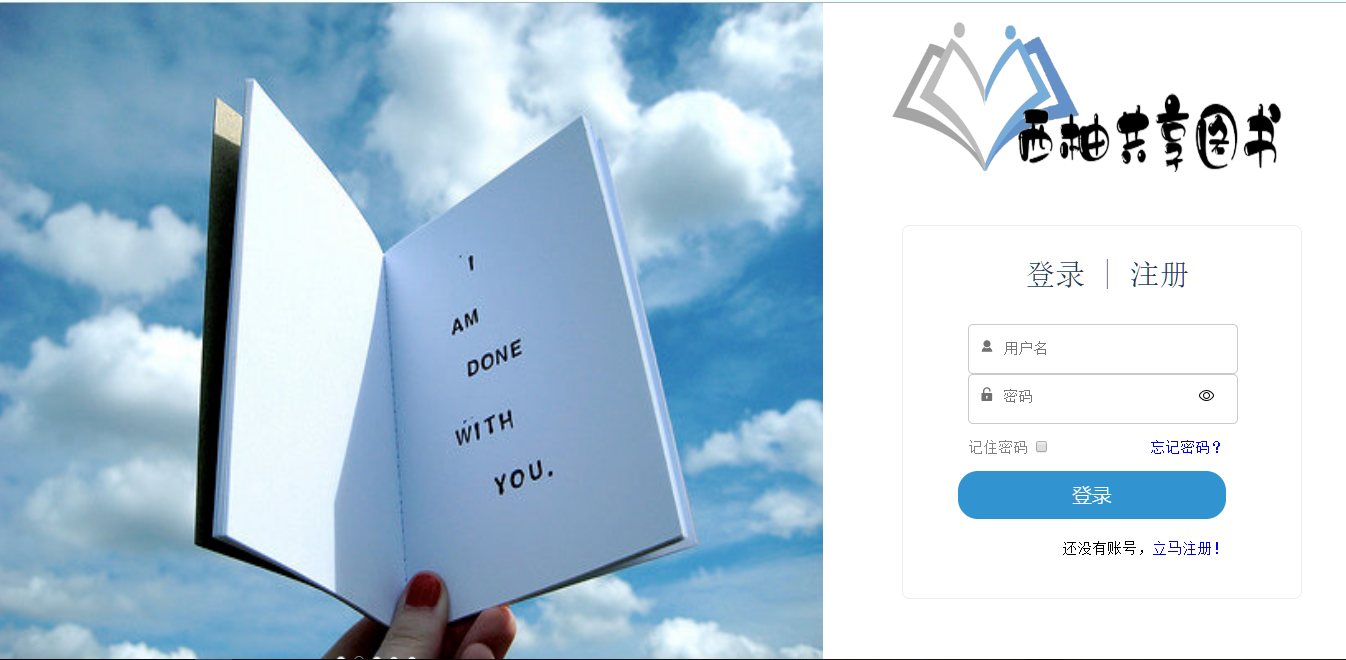 I
AM
DONE
WITH
YOU.
西柚共享图书
登录 | 注册
用户名
密码
记住密码 忘记密码？
登录
还没有账号，立马注册！